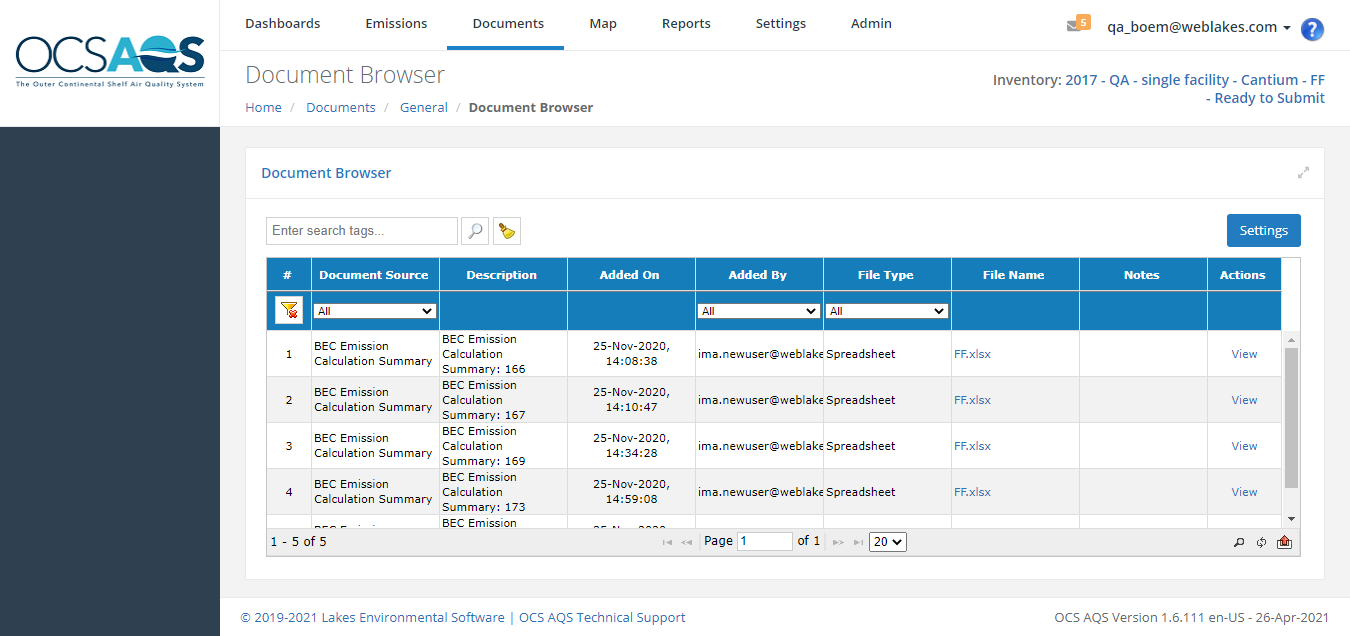 OCSAQS
The Outer Continental Shelf Air Quality System
Dashboards Emissions Documents Map Reports Settings Admin
5 qa_boem@weblakes.com ?
Document Browser
Home / Documents / General / Document Browser
Inventory: 2017 - QA - single facility - Cantium - FF
- Ready to Submit
Document Browser
Enter search tags...
Settings
# Document Source Description Added On Added By File Type File Name Notes Actions
All All All
1 BEC Emission Calculation Summary BEC Emission Calculation Summary: 166 25-Nov-2020, 14:08:38 ima.newuser@weblake Spreadsheet FF.xlsx View
2 BEC Emission Calculation Summary BEC Emission Calculation Summary: 167 25-Nov-2020, 14:10:47 ima.newuser@weblake Spreadsheet FF.xlsx View
3 BEC Emission Calculation Summary BEC Emission Calculation Summary: 169 25-Nov-2020, 14:34:28 ima.newuser@weblake Spreadsheet FF.xlsx View
4 BEC Emission Calculation Summary BEC Emission Calculation Summary: 173 25-Nov-2020, 14:59:08 ima.newuser@weblake Spreadsheet FF.xlsx View
BEC Emission
1 - 5 of 5 Page 1 of 1 20
© 2019-2021 Lakes Environmental Software | OCS AQS Technical Support
OCS AQS Version 1.6.111 en-US - 26-Apr-2021